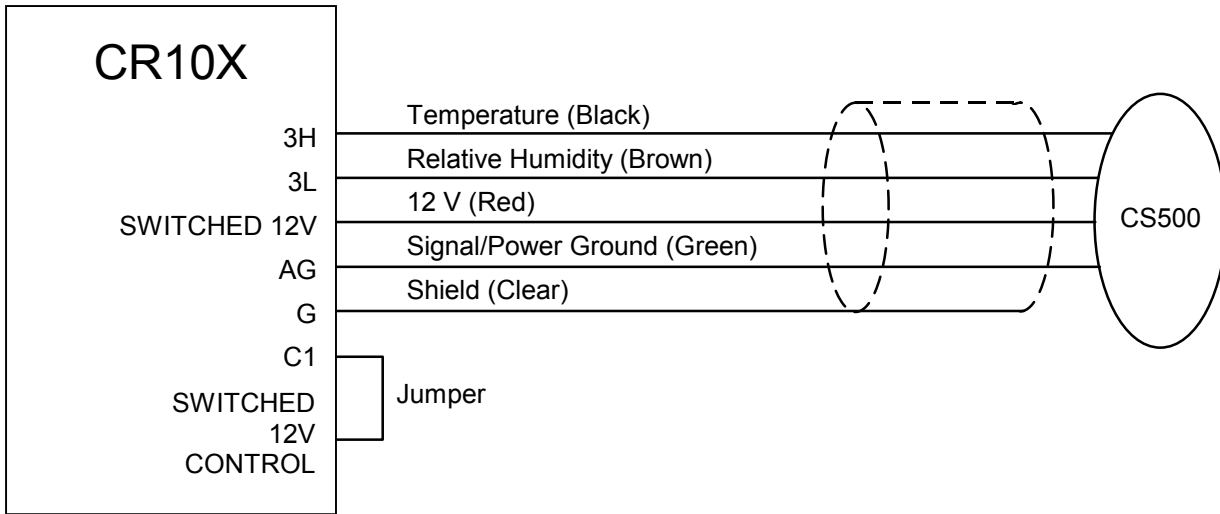 CR10X
3H
Temperature (Black)
3L
Relative Humidity (Brown)
SWITCHED 12V
12 V (Red)
AG
Signal/Power Ground (Green)
G
Shield (Clear)
CS500
C1
SWITCHED
12V
CONTROL
Jumper